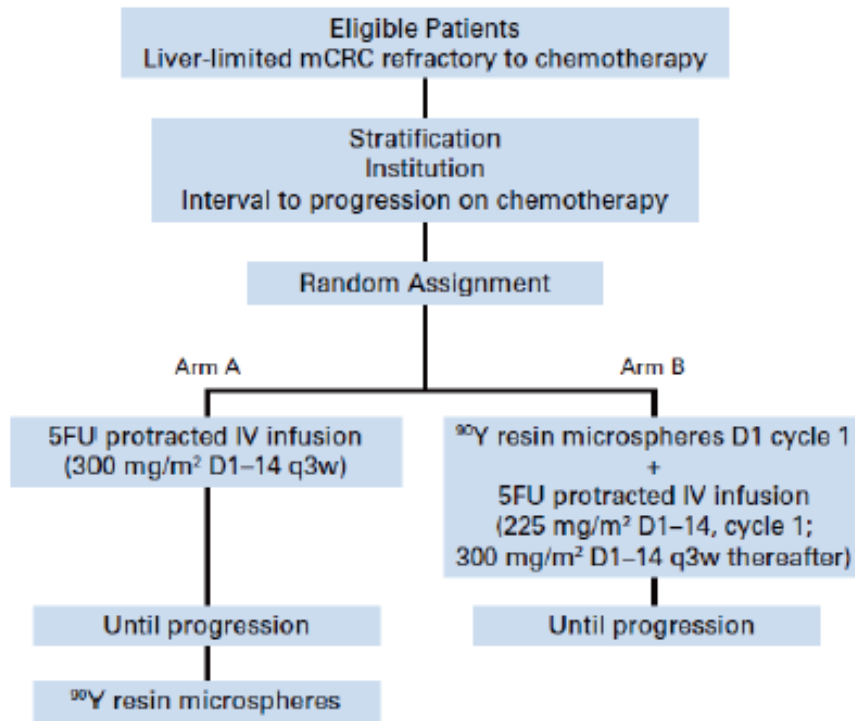 Eligible Patients
Liver-limited mCRC refractory to chemotherapy
Stratification
Institution
Interval to progression on chemotherapy
Random Assignment
Arm A
Arm B
5FU protracted IV infusion
(300 mg/m² D1–14 q3w)
⁹⁰Y resin microspheres D1 cycle 1
+
5FU protracted IV infusion
(225 mg/m² D1–14, cycle 1;
300 mg/m² D1–14 q3w thereafter)
Until progression
Until progression
⁹⁰Y resin microspheres